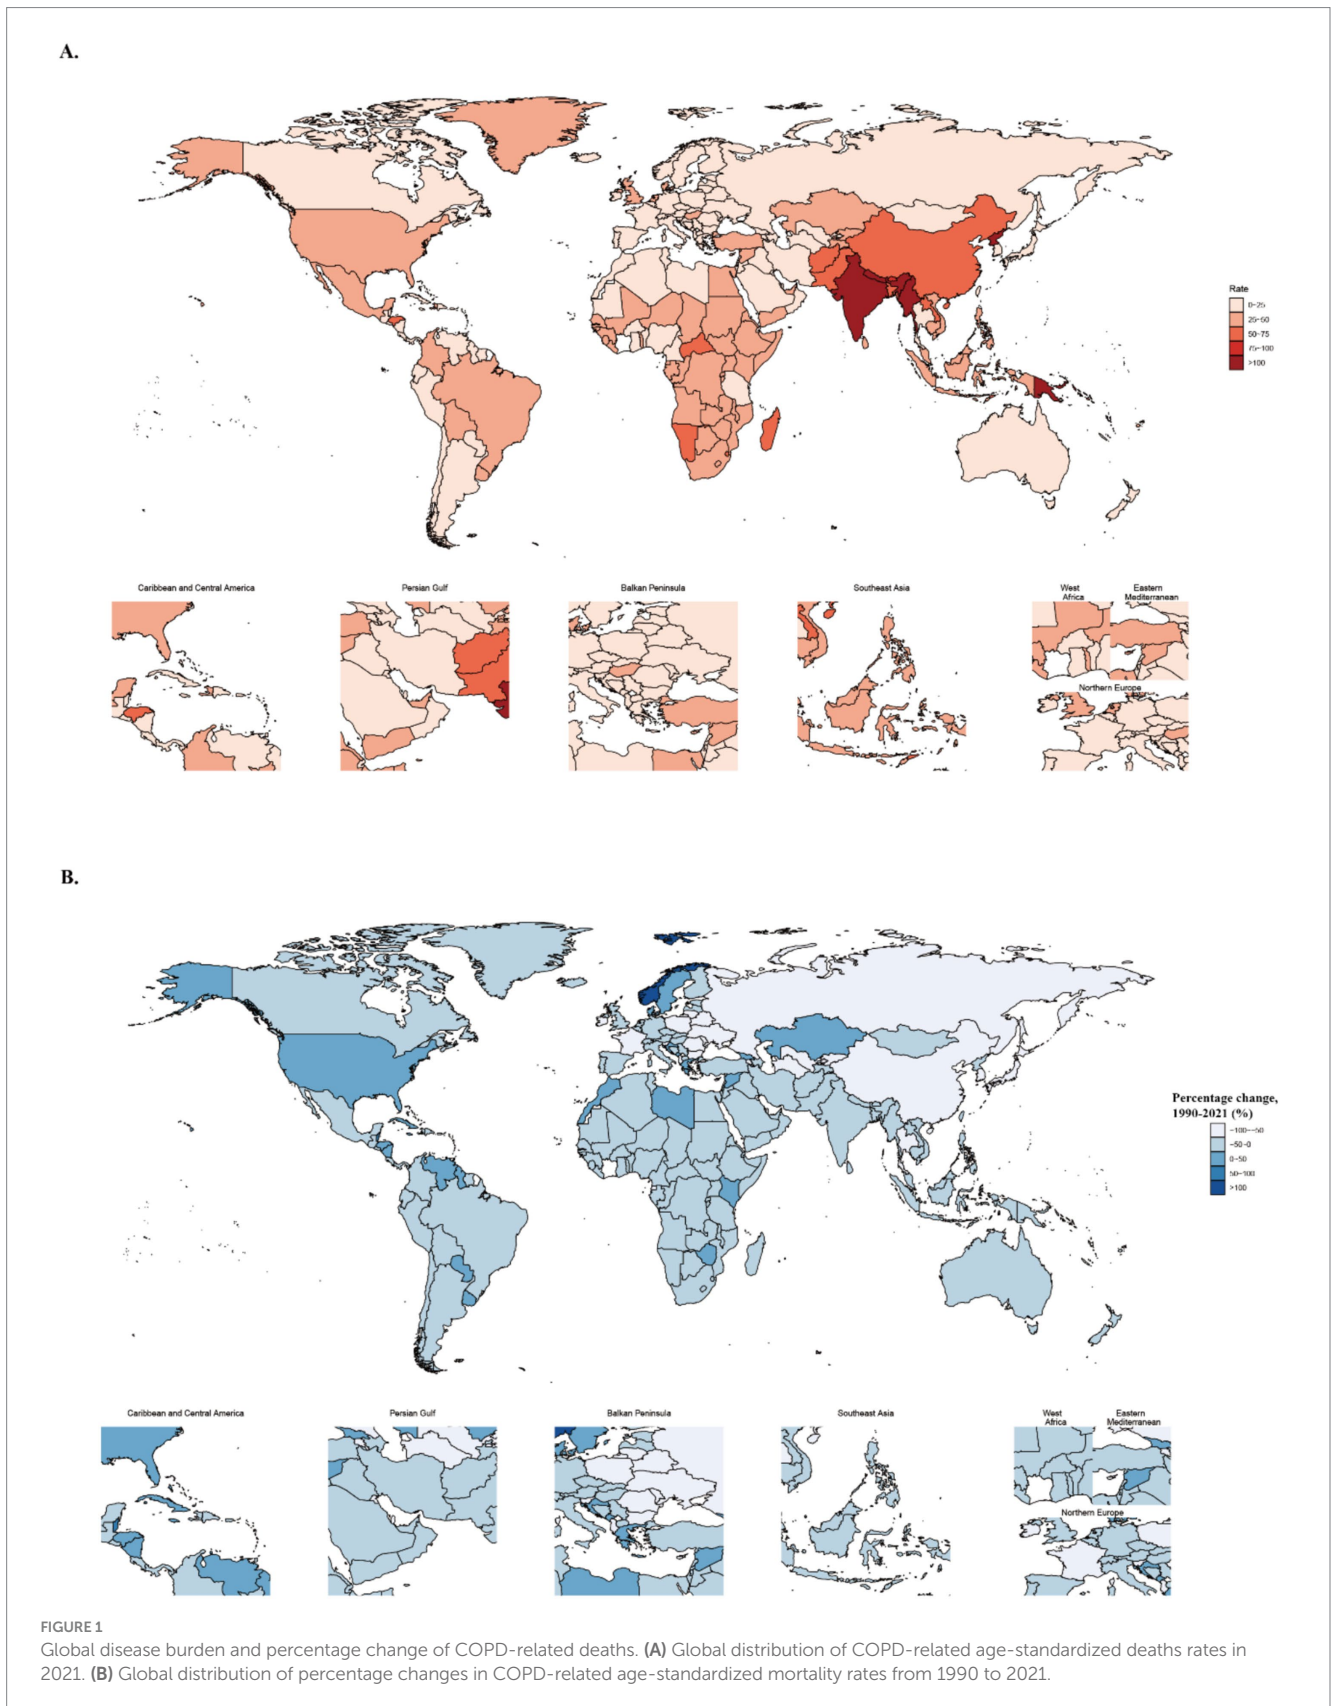 A.
Rate
0-25
25-50
50-75
75-100
>100
Caribbean and Central America
Persian Gulf
Balkan Peninsula
Southeast Asia
West
Africa
Eastern
Mediterranean
Northern Europe
B.
Percentage change,
1990-2021 (%)
-100--50
-50-0
0-50
50-100
>100
Caribbean and Central America
Persian Gulf
Balkan Peninsula
Southeast Asia
West
Africa
Eastern
Mediterranean
Northern Europe
FIGURE 1
Global disease burden and percentage change of COPD-related deaths. (A) Global distribution of COPD-related age-standardized deaths rates in
2021. (B) Global distribution of percentage changes in COPD-related age-standardized mortality rates from 1990 to 2021.